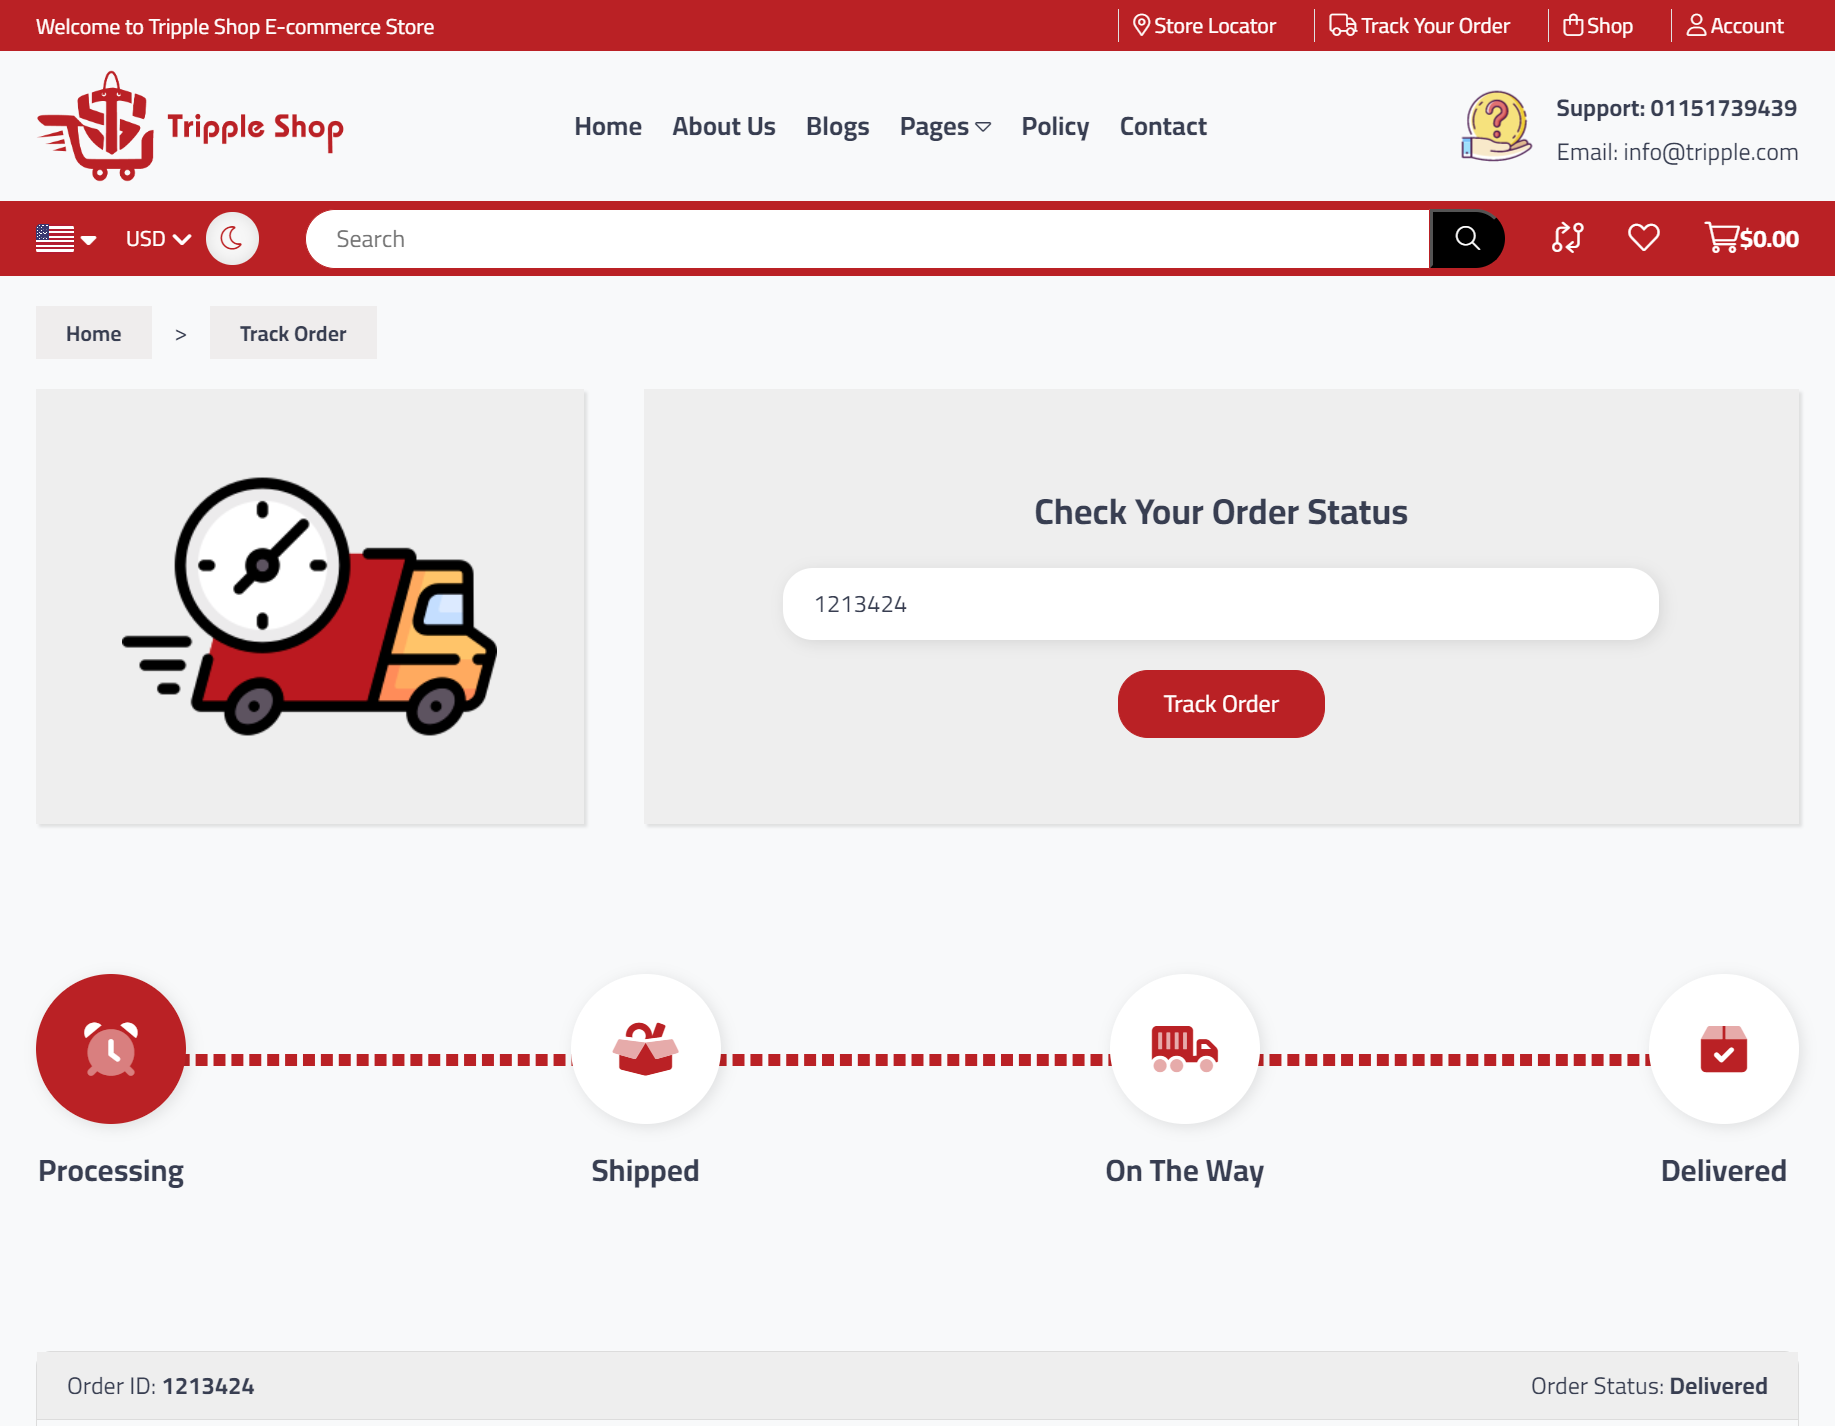 Welcome to Tripple Shop E-commerce Store
Store Locator
Track Your Order
Shop
Account
Tripple Shop
Home
About Us
Blogs
Pages
Policy
Contact
Support: 01151739439
Email: info@tripple.com
USD
Search
$0.00
Home > Track Order
Check Your Order Status
1213424
Track Order
Processing
Shipped
On The Way
Delivered
Order ID: 1213424
Order Status: Delivered